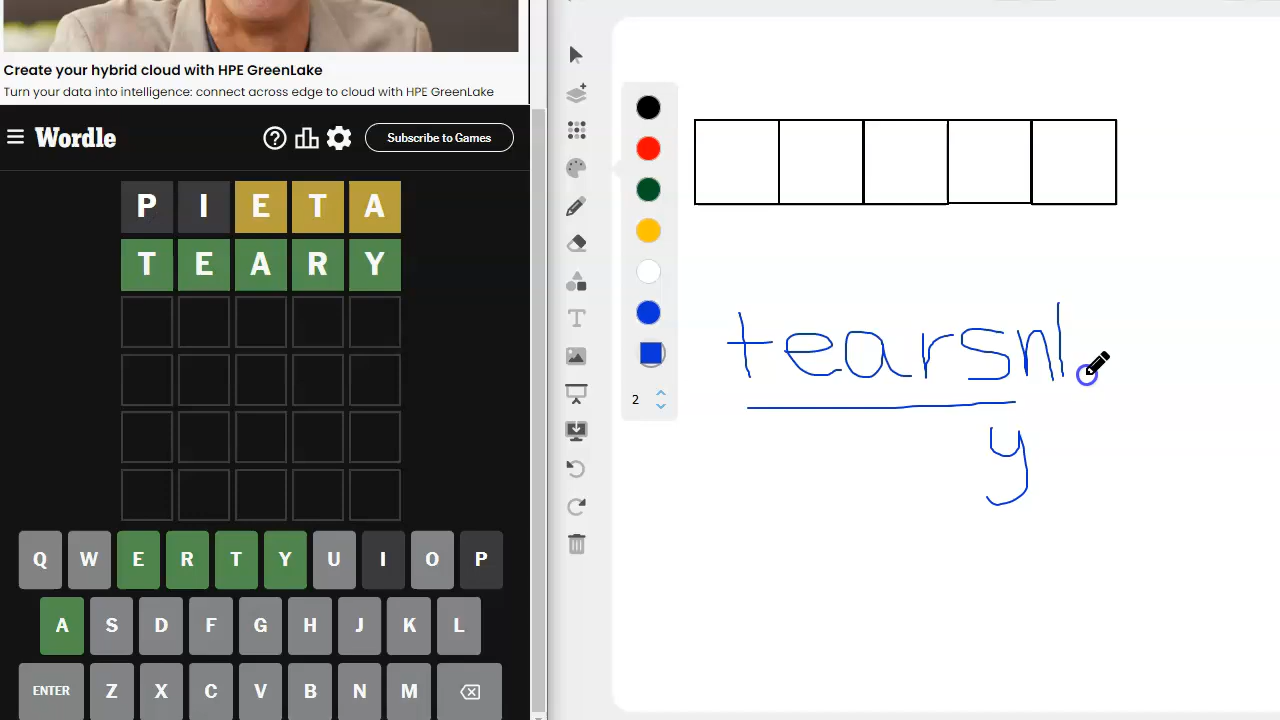 Create your hybrid cloud with HPE GreenLake
Turn your data into intelligence: connect across edge to cloud with HPE GreenLake
Wordle
Subscribe to Games
P I E T A
T E A R Y
Q W E R T Y U I O P
A S D F G H J K L
ENTER Z X C V B N M
2
tearsnl
y